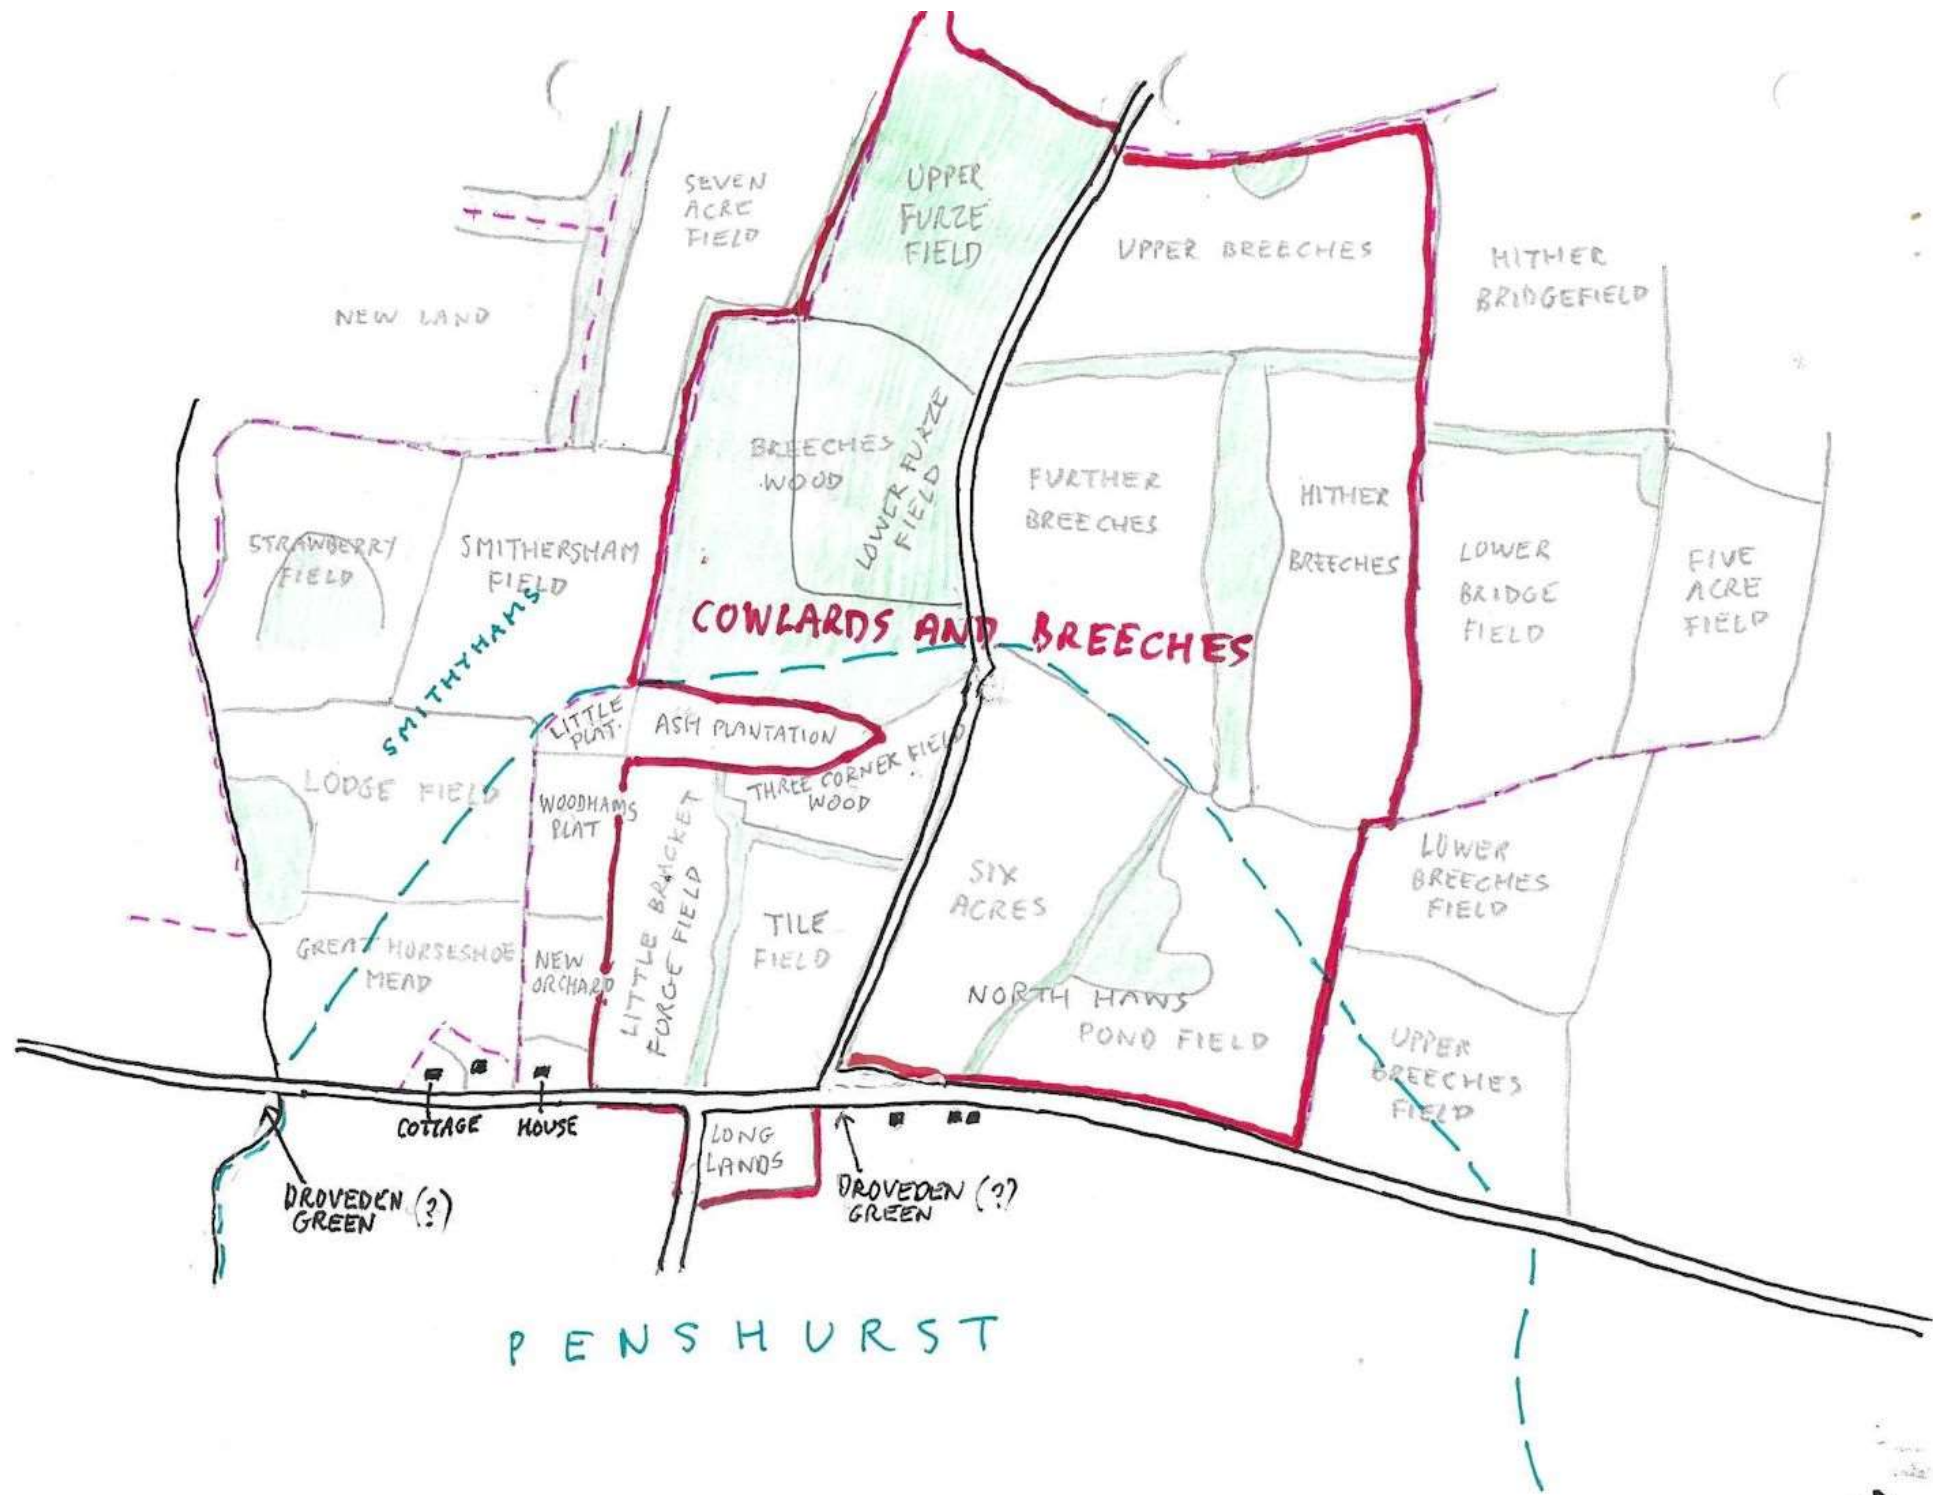 SEVEN
ACRE
FIELD
UPPER
FURZE
FIELD
UPPER BREECHES
HITHER
BRIDGEFIELD
NEW LAND
BREECHES
WOOD
LOWER FURZE
FIELD
FURTHER
BREECHES
HITHER
BREECHES
STRAWBERRY
FIELD
SMITHERSHAM
FIELD
LOWER
BRIDGE
FIELD
FIVE
ACRE
FIELD
SMITHYHAMS
COWLARDS AND BREECHES
LITTLE
PLAT.
ASH PLANTATION
THREE CORNER FIELD
WOOD
LODGE FIELD
WOODHAMS
PLAT
LITTLE BRACKET
FORGE FIELD
SIX
ACRES
LOWER
BREECHES
FIELD
TILE
FIELD
GREAT HORSESHOE
MEAD
NEW
ORCHARD
NORTH HAWS
POND FIELD
UPPER
BREECHES
FIELD
COTTAGE
HOUSE
LONG
LANDS
DROVEDEN (?)
GREEN
DROVEDEN (?)
GREEN
PENSHURST